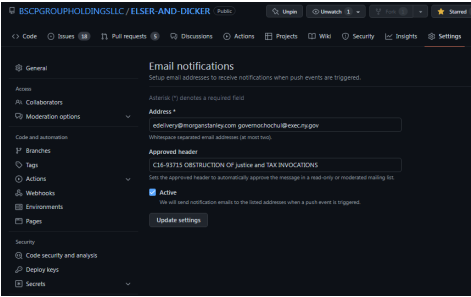 BSCPGROUPHOLDINGSLLC / ELSER-AND-DICKER Public
Unpin
Unwatch 1
Starred
Code
Issues 18
Pull requests 5
Discussions
Actions
Projects
Wiki
Security
Insights
Settings
General
Access
Collaborators
Moderation options
Code and automation
Branches
Tags
Actions
Webhooks
Environments
Pages
Security
Code security and analysis
Deploy keys
Secrets
Email notifications
Setup email addresses to receive notifications when push events are triggered.
Asterisk (*) denotes a required field
Address *
edelivery@morganstanley.com governor.hochul@exec.ny.gov
Whitespace separated email addresses (at most two).
Approved header
C16-93715 OBSTRUCTION OF justice and TAX INVOCATIONS
Sets the approved header to automatically approve the message in a read-only or moderated mailing list.
Active
We will send notification emails to the listed addresses when a push event is triggered.
Update settings